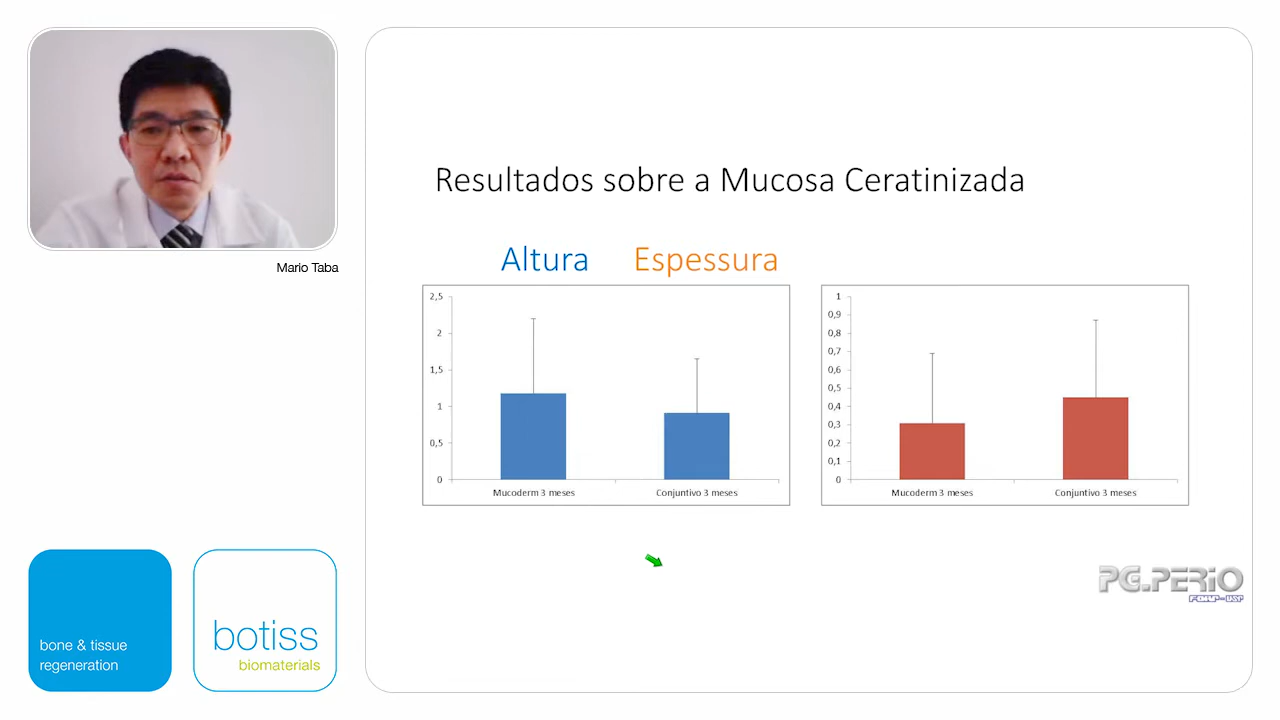 Mario Taba
Resultados sobre a Mucosa Ceratinizada
Altura
Espessura
2,5
2
1,5
1
0,5
0
Mucoderm 3 meses
Conjuntivo 3 meses
1
0,9
0,8
0,7
0,6
0,5
0,4
0,3
0,2
0,1
0
Mucoderm 3 meses
Conjuntivo 3 meses
bone & tissue
regeneration
botiss
biomaterials
PG.PERIO
FORP-USP